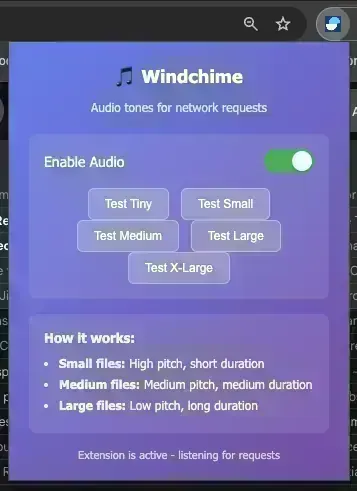 🎵 Windchime
Audio tones for network requests
Enable Audio
Test Tiny
Test Small
Test Medium
Test Large
Test X-Large
How it works:
• Small files: High pitch, short duration
• Medium files: Medium pitch, medium duration
• Large files: Low pitch, long duration
Extension is active - listening for requests